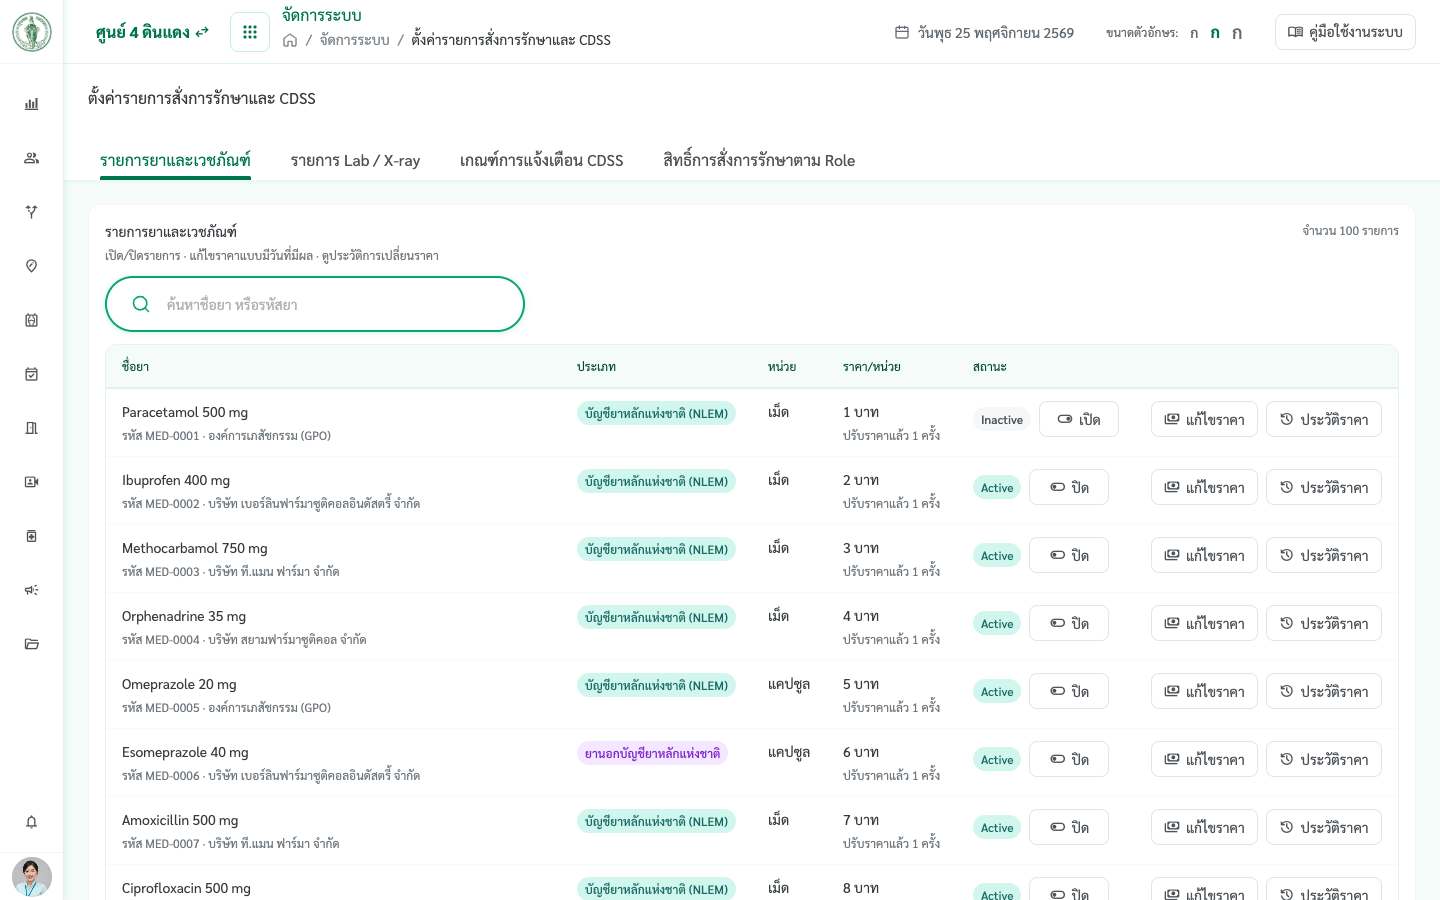 ศูนย์ 4 ดินแดง
จัดการระบบ
/ จัดการระบบ / ตั้งค่ารายการสั่งการรักษาและ CDSS
วันพุธ 25 พฤศจิกายน 2569
ขนาดตัวอักษร: ก ก ก
คู่มือใช้งานระบบ
ตั้งค่ารายการสั่งการรักษาและ CDSS
รายการยาและเวชภัณฑ์ รายการ Lab / X-ray เกณฑ์การแจ้งเตือน CDSS สิทธิ์การสั่งการรักษาตาม Role
รายการยาและเวชภัณฑ์
จำนวน 100 รายการ
เปิด/ปิดรายการ · แก้ไขราคาแบบมีวันที่มีผล · ดูประวัติการเปลี่ยนราคา
ค้นหาชื่อยา หรือรหัสยา
ชื่อยา ประเภท หน่วย ราคา/หน่วย สถานะ
Paracetamol 500 mg บัญชียาหลักแห่งชาติ (NLEM) เม็ด 1 บาท Inactive เปิด แก้ไขราคา ประวัติราคา
รหัส MED-0001 · องค์การเภสัชกรรม (GPO) ปรับราคาแล้ว 1 ครั้ง
Ibuprofen 400 mg บัญชียาหลักแห่งชาติ (NLEM) เม็ด 2 บาท Active ปิด แก้ไขราคา ประวัติราคา
รหัส MED-0002 · บริษัท เบอร์ลินฟาร์มาซูติคอลอินดัสตรี้ จำกัด ปรับราคาแล้ว 1 ครั้ง
Methocarbamol 750 mg บัญชียาหลักแห่งชาติ (NLEM) เม็ด 3 บาท Active ปิด แก้ไขราคา ประวัติราคา
รหัส MED-0003 · บริษัท ที.แมน ฟาร์มา จำกัด ปรับราคาแล้ว 1 ครั้ง
Orphenadrine 35 mg บัญชียาหลักแห่งชาติ (NLEM) เม็ด 4 บาท Active ปิด แก้ไขราคา ประวัติราคา
รหัส MED-0004 · บริษัท สยามฟาร์มาซูติคอล จำกัด ปรับราคาแล้ว 1 ครั้ง
Omeprazole 20 mg บัญชียาหลักแห่งชาติ (NLEM) แคปซูล 5 บาท Active ปิด แก้ไขราคา ประวัติราคา
รหัส MED-0005 · องค์การเภสัชกรรม (GPO) ปรับราคาแล้ว 1 ครั้ง
Esomeprazole 40 mg ยานอกบัญชียาหลักแห่งชาติ แคปซูล 6 บาท Active ปิด แก้ไขราคา ประวัติราคา
รหัส MED-0006 · บริษัท เบอร์ลินฟาร์มาซูติคอลอินดัสตรี้ จำกัด ปรับราคาแล้ว 1 ครั้ง
Amoxicillin 500 mg บัญชียาหลักแห่งชาติ (NLEM) เม็ด 7 บาท Active ปิด แก้ไขราคา ประวัติราคา
รหัส MED-0007 · บริษัท ที.แมน ฟาร์มา จำกัด ปรับราคาแล้ว 1 ครั้ง
Ciprofloxacin 500 mg บัญชียาหลักแห่งชาติ (NLEM) เม็ด 8 บาท Active ปิด แก้ไขราคา ประวัติราคา